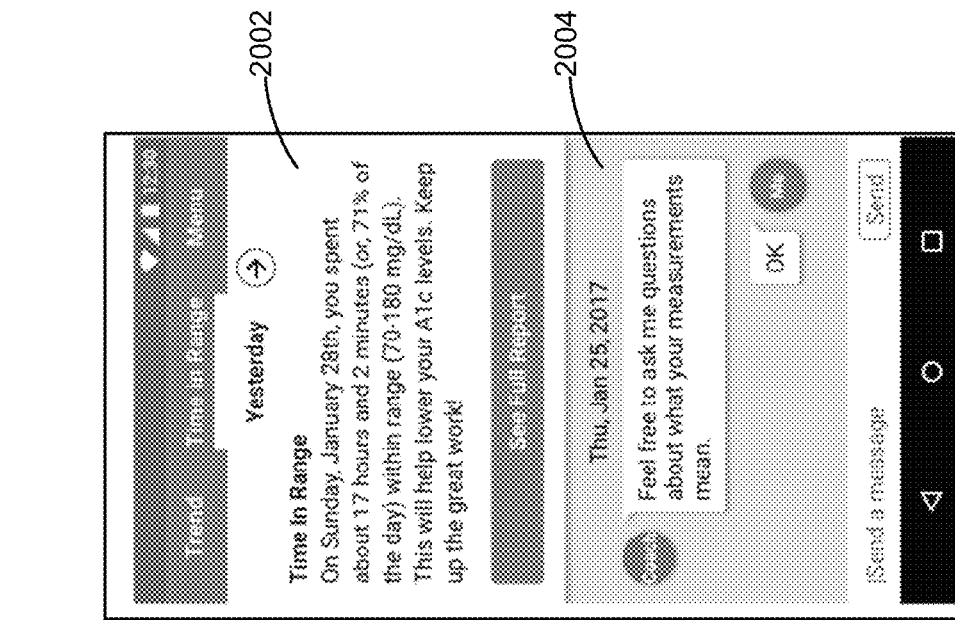 Trend Time in Range More
Yesterday
Time In Range
On Sunday, January 28th, you spent
about 17 hours and 2 minutes (or, 71% of
the day) within range (70-180 mg/dL).
This will help lower your A1c levels. Keep
up the great work!
Report
Thu, Jan 25, 2017
Feel free to ask me questions
about what your measurements
mean.
OK
Send a message
Send
2002
2004